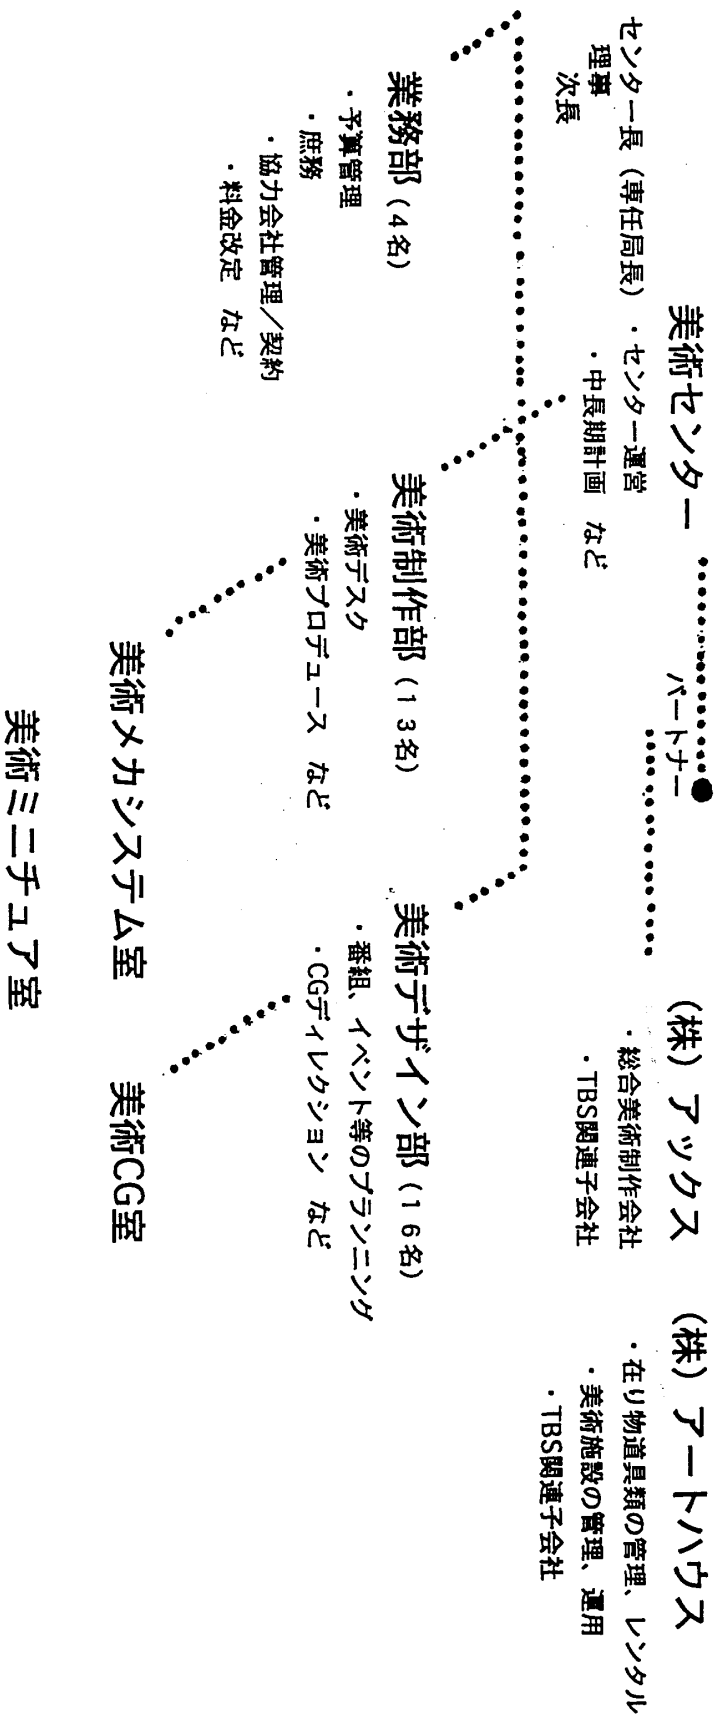 美術センター
センター長（専任局長）
理事
次長
・センター運営
・中長期計画　など
パートナー
（株）アックス
・総合美術制作会社
・TBS関連子会社
（株）アートハウス
・在り物道具類の管理、レンタル
・美術施設の管理、運用
・TBS関連子会社
業務部（4名）
・予算管理
・庶務
・協力会社管理／契約
・料金改定　など
美術制作部（13名）
・美術デスク
・美術プロデュース　など
美術デザイン部（16名）
・番組、イベント等のプランニング
・CGディレクション　など
美術メカシステム室
美術CG室
美術ミニチュア室